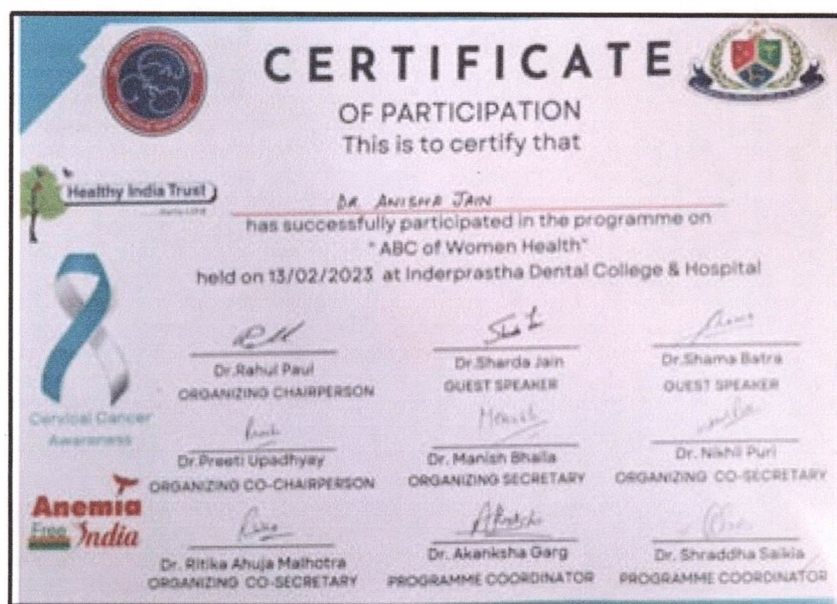 CERTIFICATE
OF PARTICIPATION
This is to certify that
Healthy India Trust
DR. ANISHA JAIN
has successfully participated in the programme on
" ABC of Women Health"
held on 13/02/2023 at Inderprastha Dental College & Hospital
Dr.Rahul Paul
Dr.Sharda Jain
Dr.Shama Batra
ORGANIZING CHAIRPERSON
GUEST SPEAKER
GUEST SPEAKER
Cervical Cancer
Awareness
Dr.Preeti Upadhyay
Dr. Manish Bhalla
Dr. Nikhil Puri
ORGANIZING CO-CHAIRPERSON
ORGANIZING SECRETARY
ORGANIZING CO-SECRETARY
Anemia
Free India
Dr. Ritika Ahuja Malhotra
Dr. Akanksha Garg
Dr. Shraddha Saikia
ORGANIZING CO-SECRETARY
PROGRAMME COORDINATOR
PROGRAMME COORDINATOR